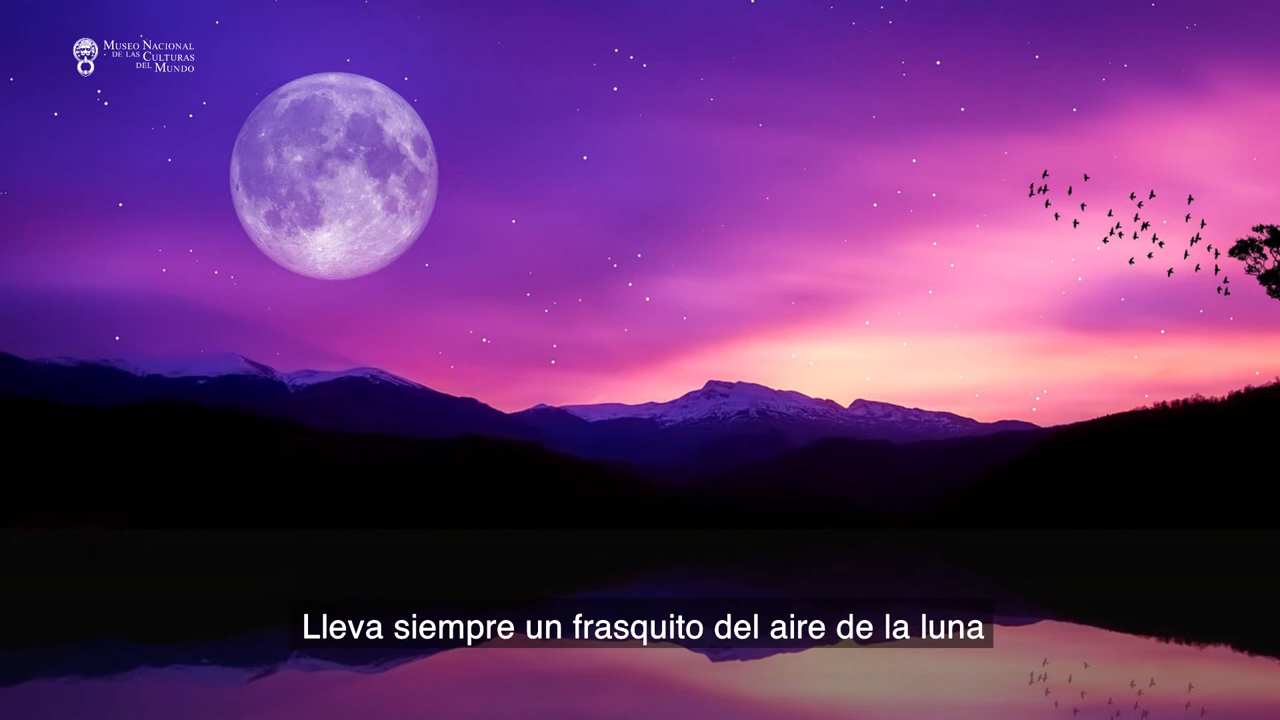 Museo Nacional
de las Culturas
del Mundo
Lleva siempre un frasquito del aire de la luna